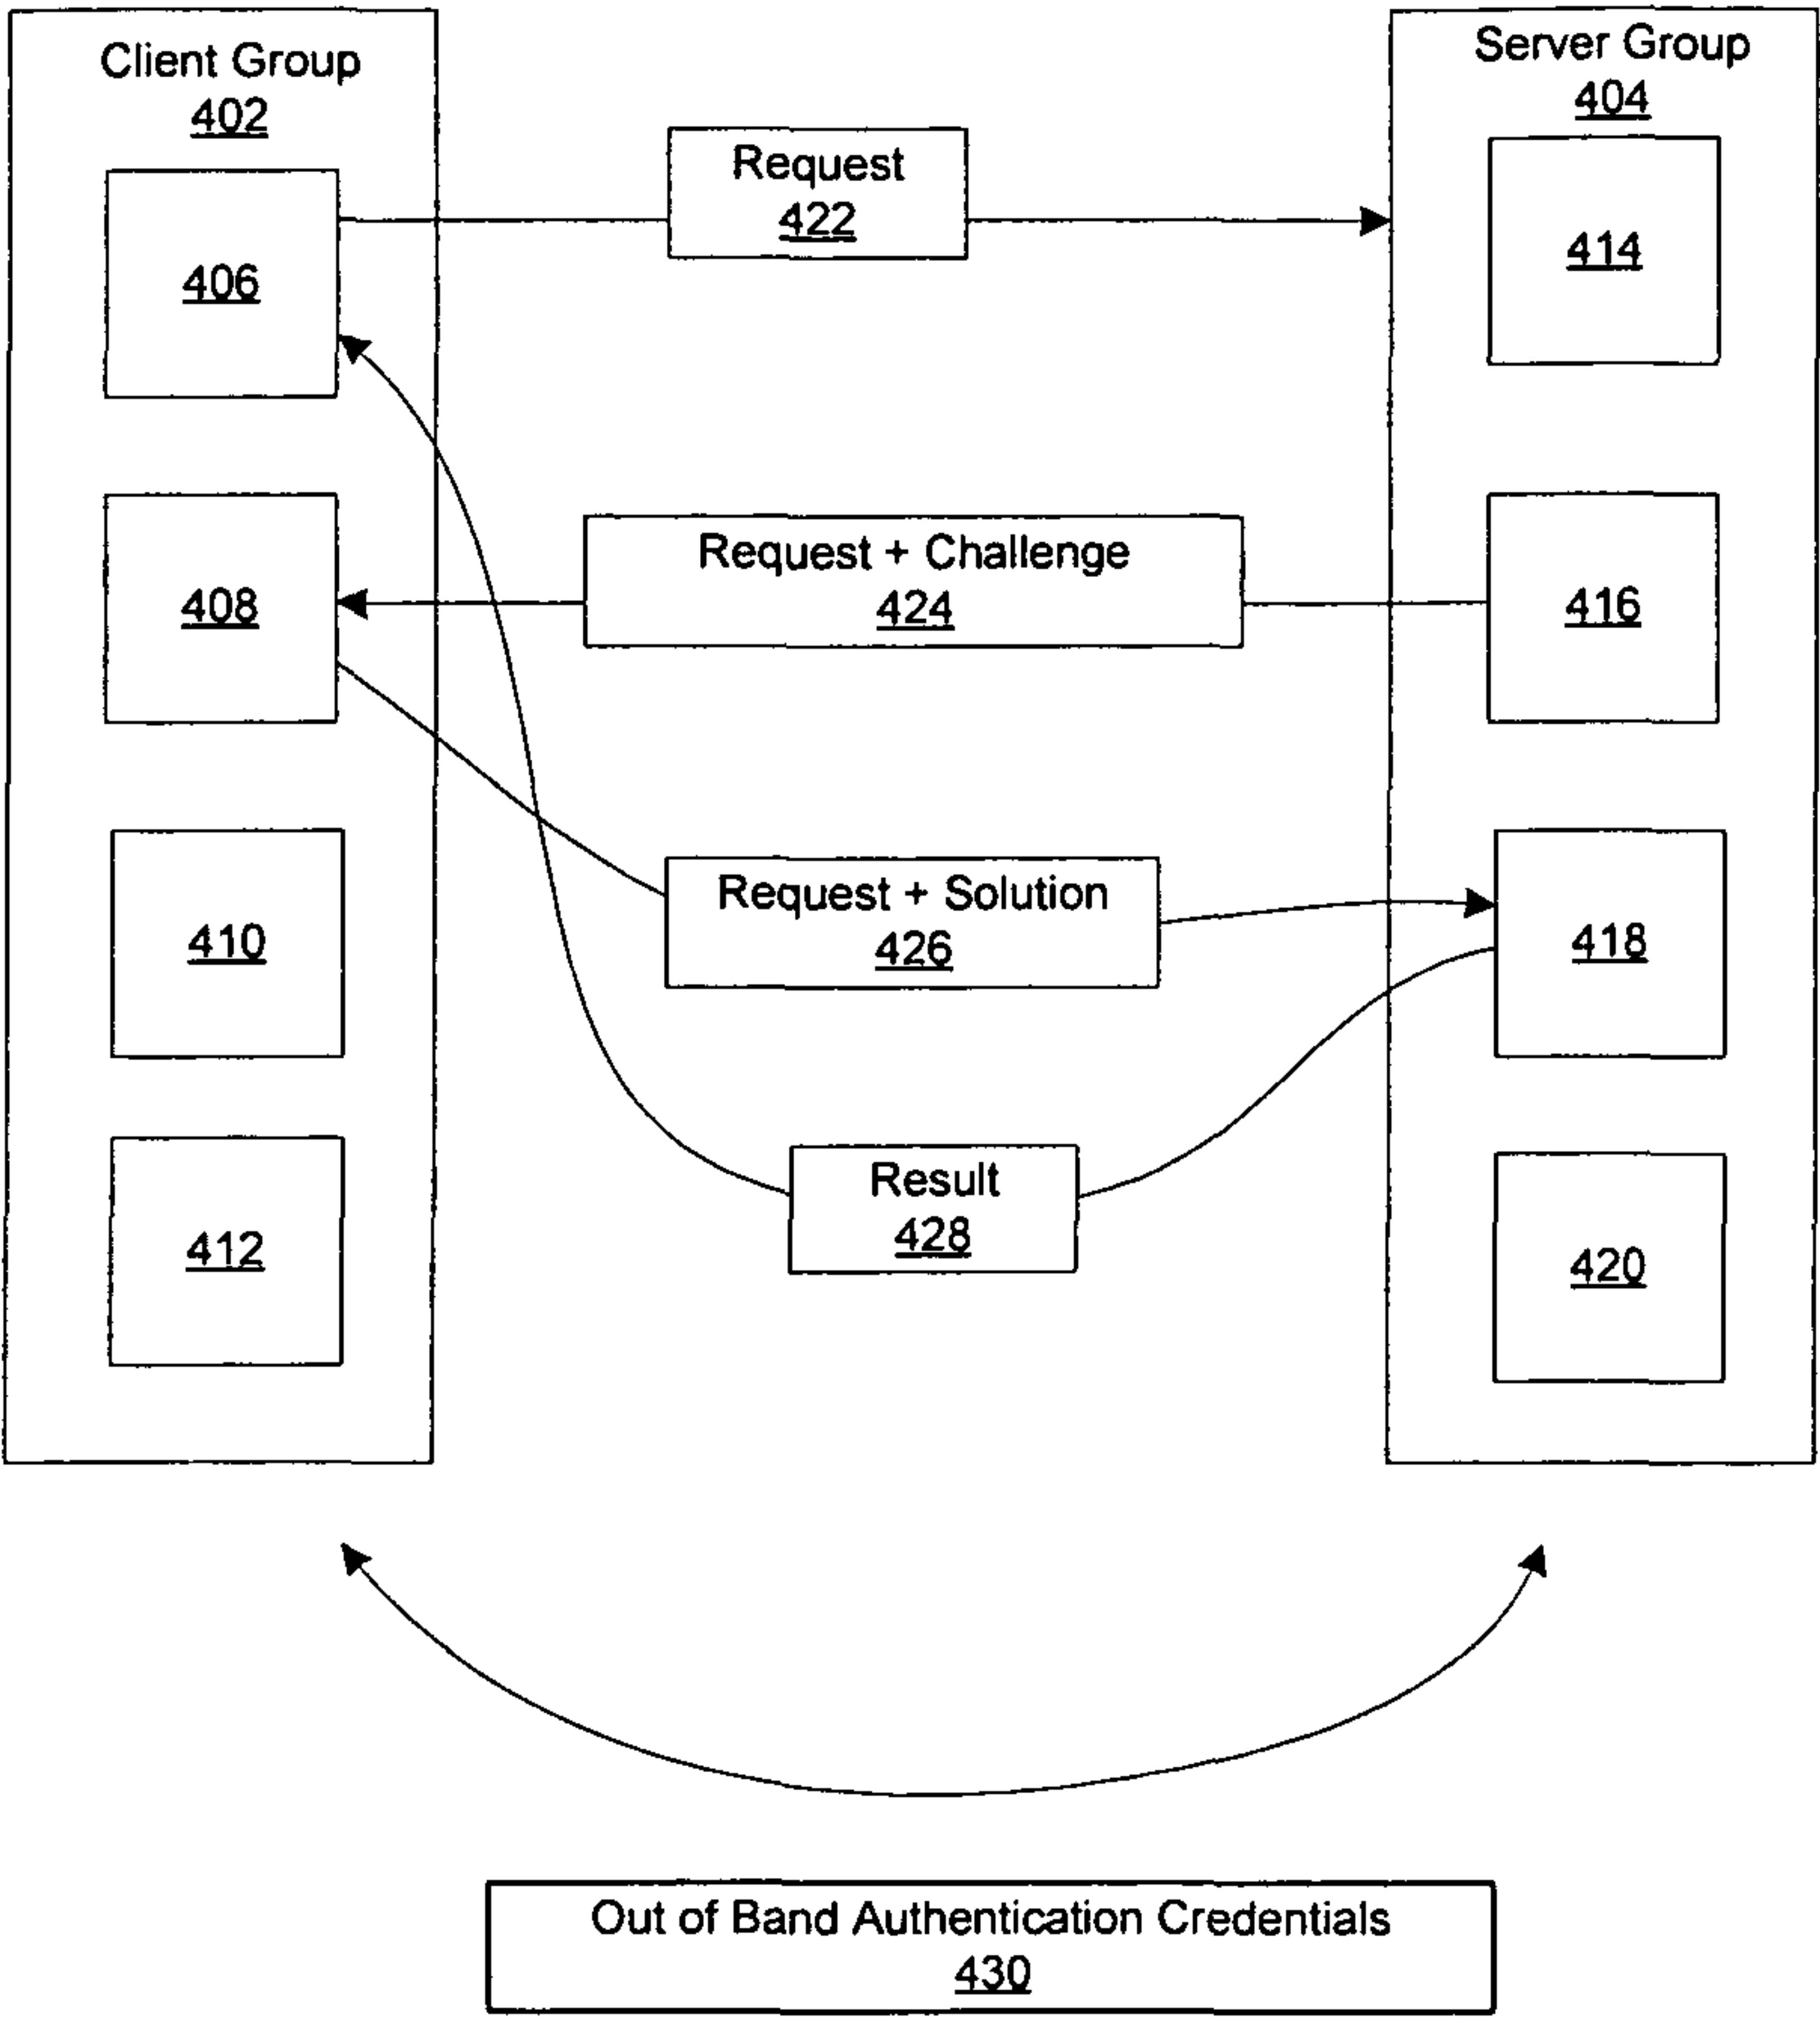 Client Group
402
Server Group
404
Request
422
406
414
Request + Challenge
424
408
416
Request + Solution
426
410
418
Result
428
412
420
Out of Band Authentication Credentials
430